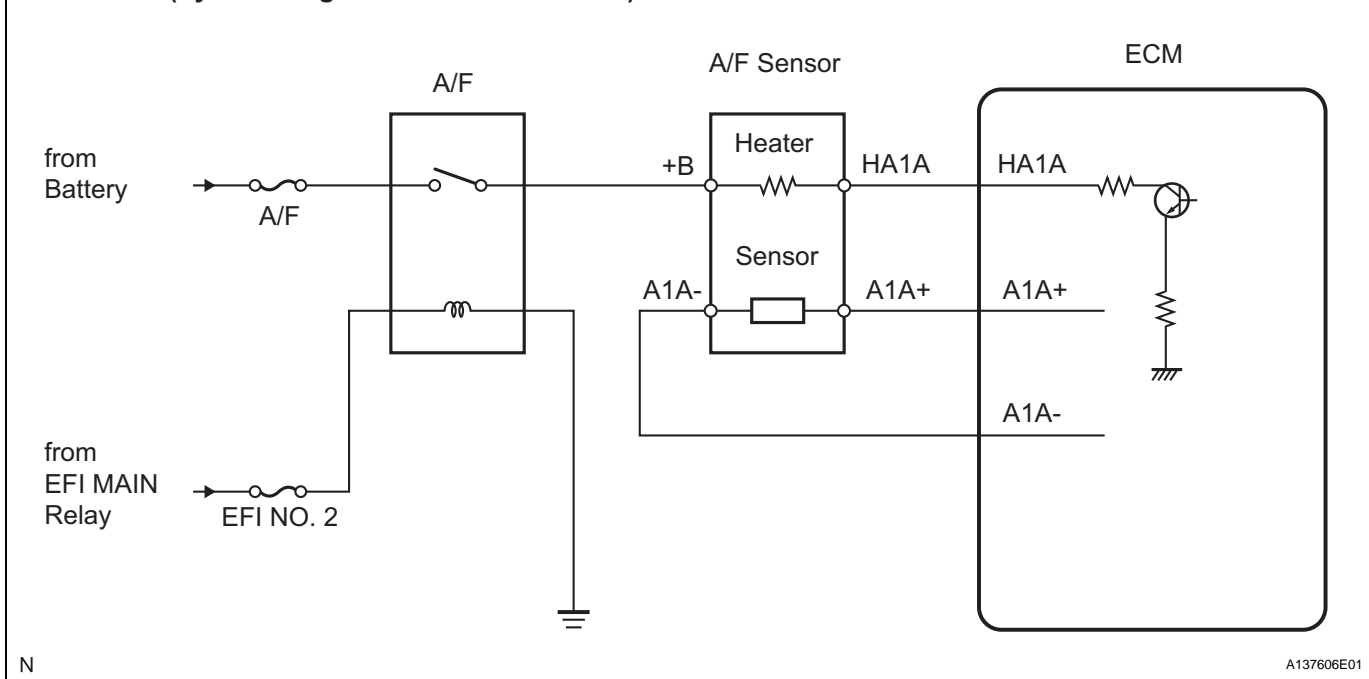 A/F
A/F Sensor
ECM
from
Battery
A/F
+B
Heater
HA1A
HA1A
Sensor
A1A-
A1A+
A1A+
A1A-
from
EFI MAIN
Relay
EFI NO. 2
N
A137606E01